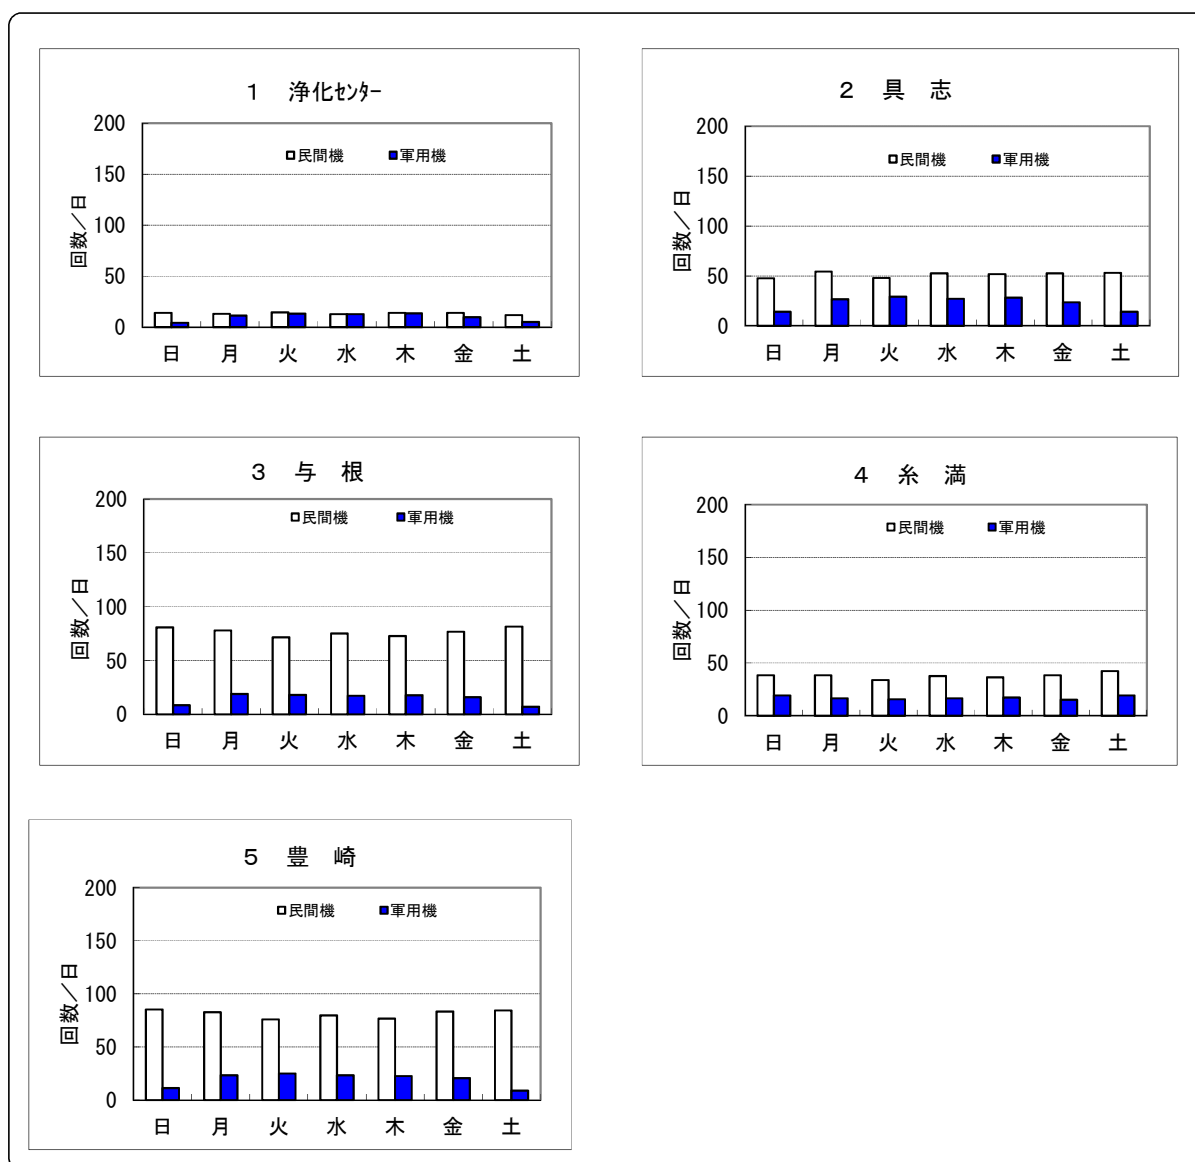 1　浄化ｾﾝﾀｰ
200
150
100
50
0
回数／日
民間機　軍用機
日　月　火　水　木　金　土
2　具　志
200
150
100
50
0
回数／日
民間機　軍用機
日　月　火　水　木　金　土
3　与　根
200
150
100
50
0
回数／日
民間機　軍用機
日　月　火　水　木　金　土
4　糸　満
200
150
100
50
0
回数／日
民間機　軍用機
日　月　火　水　木　金　土
5　豊　崎
200
150
100
50
0
回数／日
民間機　軍用機
日　月　火　水　木　金　土